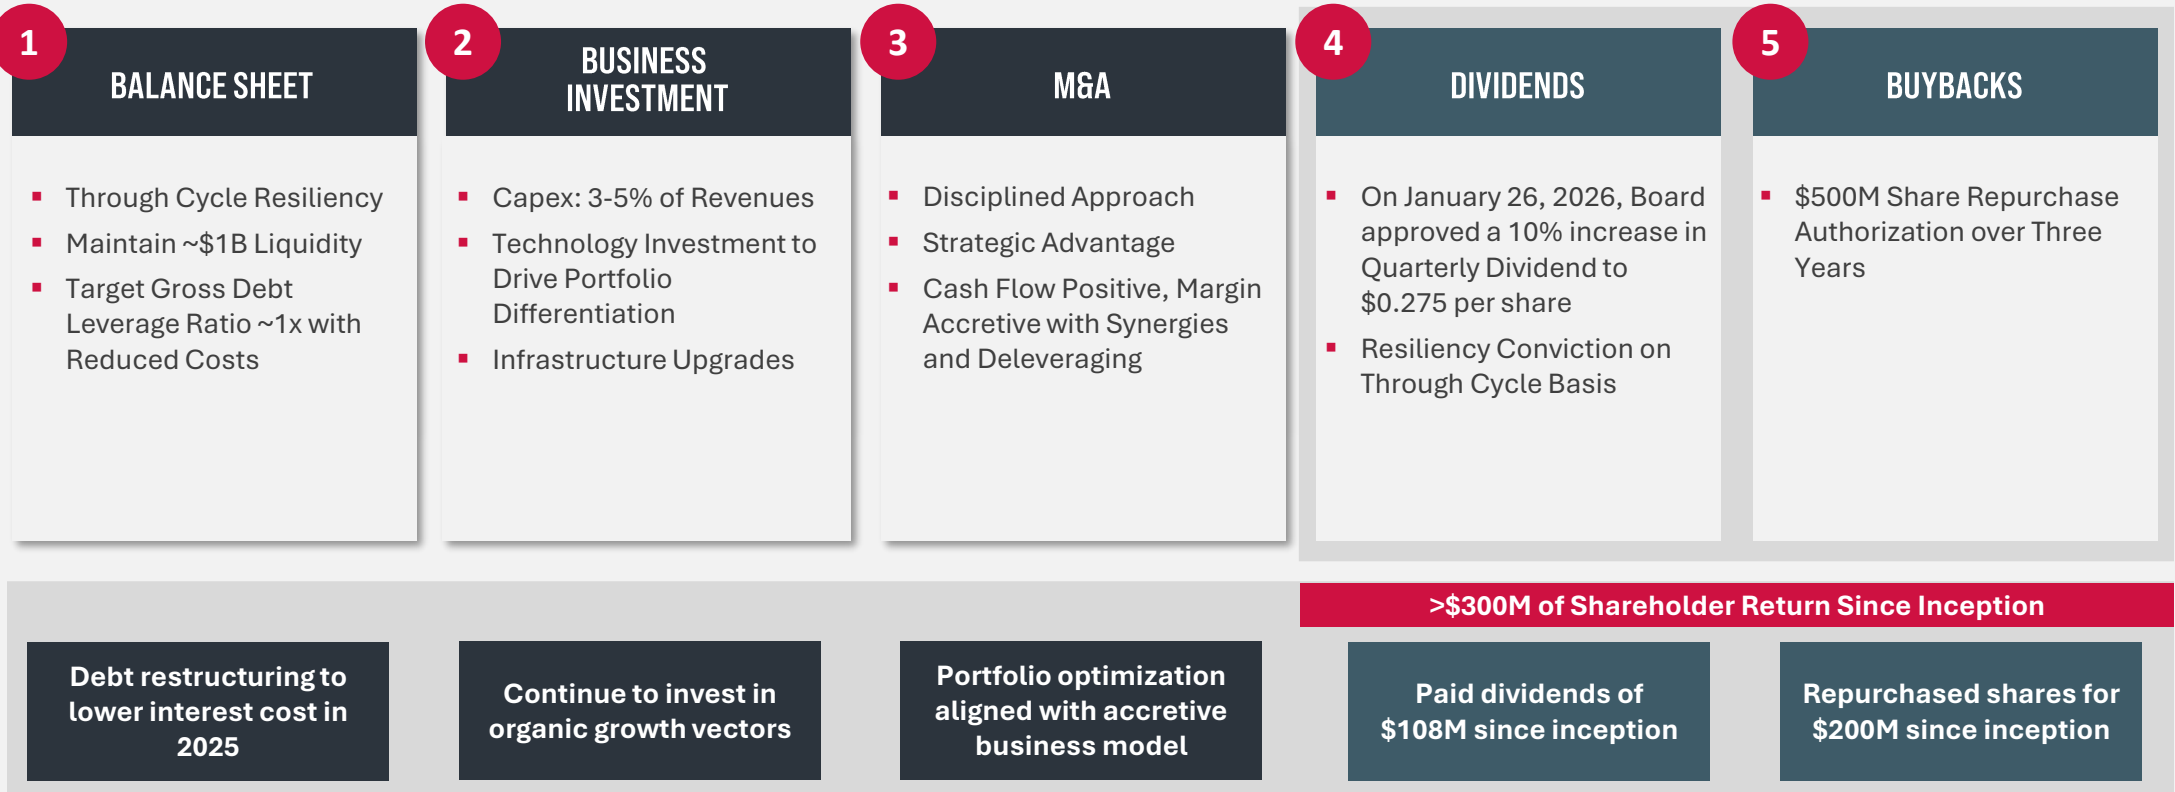 1
BALANCE SHEET
Through Cycle Resiliency
Maintain ~$1B Liquidity
Target Gross Debt
Leverage Ratio ~1x with
Reduced Costs
2
BUSINESS
INVESTMENT
Capex: 3-5% of Revenues
Technology Investment to
Drive Portfolio
Differentiation
Infrastructure Upgrades
3
M&A
Disciplined Approach
Strategic Advantage
Cash Flow Positive, Margin
Accretive with Synergies
and Deleveraging
4
DIVIDENDS
On January 26, 2026, Board
approved a 10% increase in
Quarterly Dividend to
$0.275 per share
Resiliency Conviction on
Through Cycle Basis
5
BUYBACKS
$500M Share Repurchase
Authorization over Three
Years
>$300M of Shareholder Return Since Inception
Debt restructuring to
lower interest cost in
2025
Continue to invest in
organic growth vectors
Portfolio optimization
aligned with accretive
business model
Paid dividends of
$108M since inception
Repurchased shares for
$200M since inception